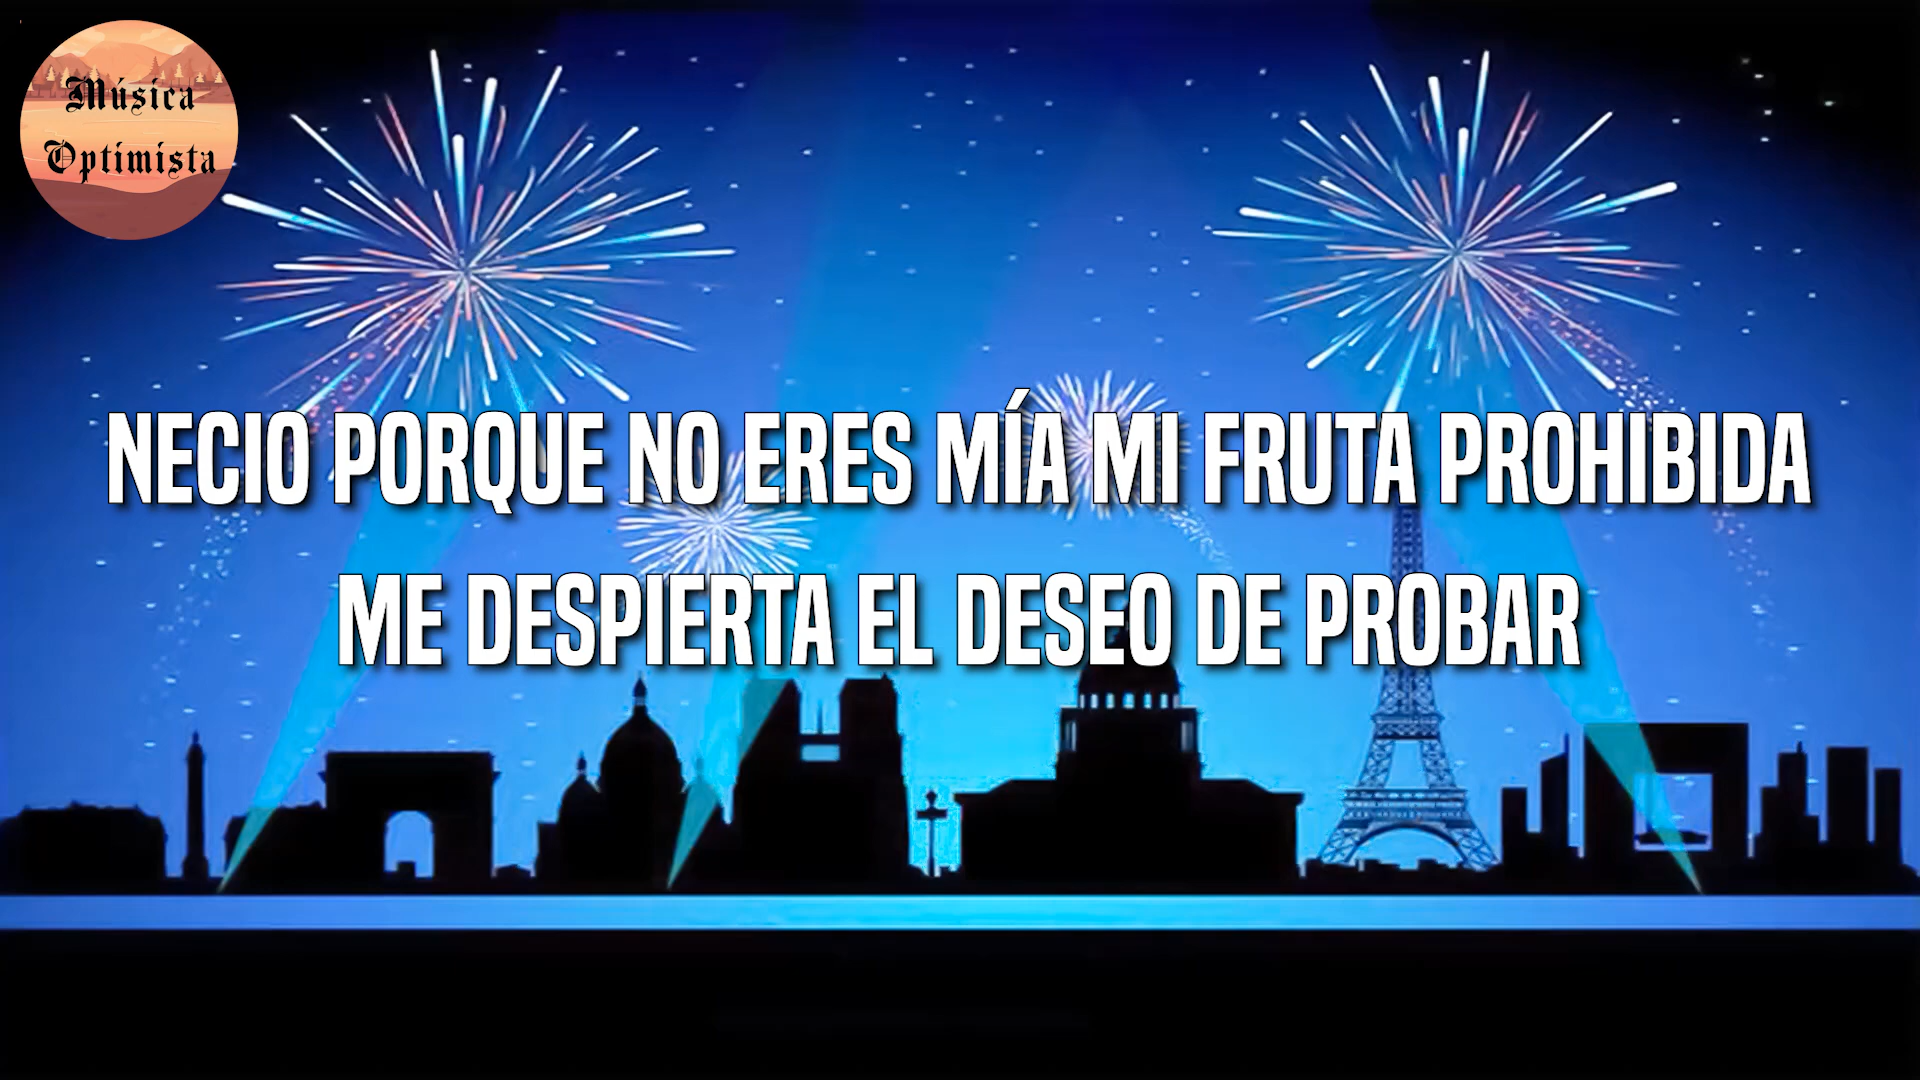 Música
Optimista
NECIO PORQUE NO ERES MÍA MI FRUTA PROHIBIDA
ME DESPIERTA EL DESEO DE PROBAR